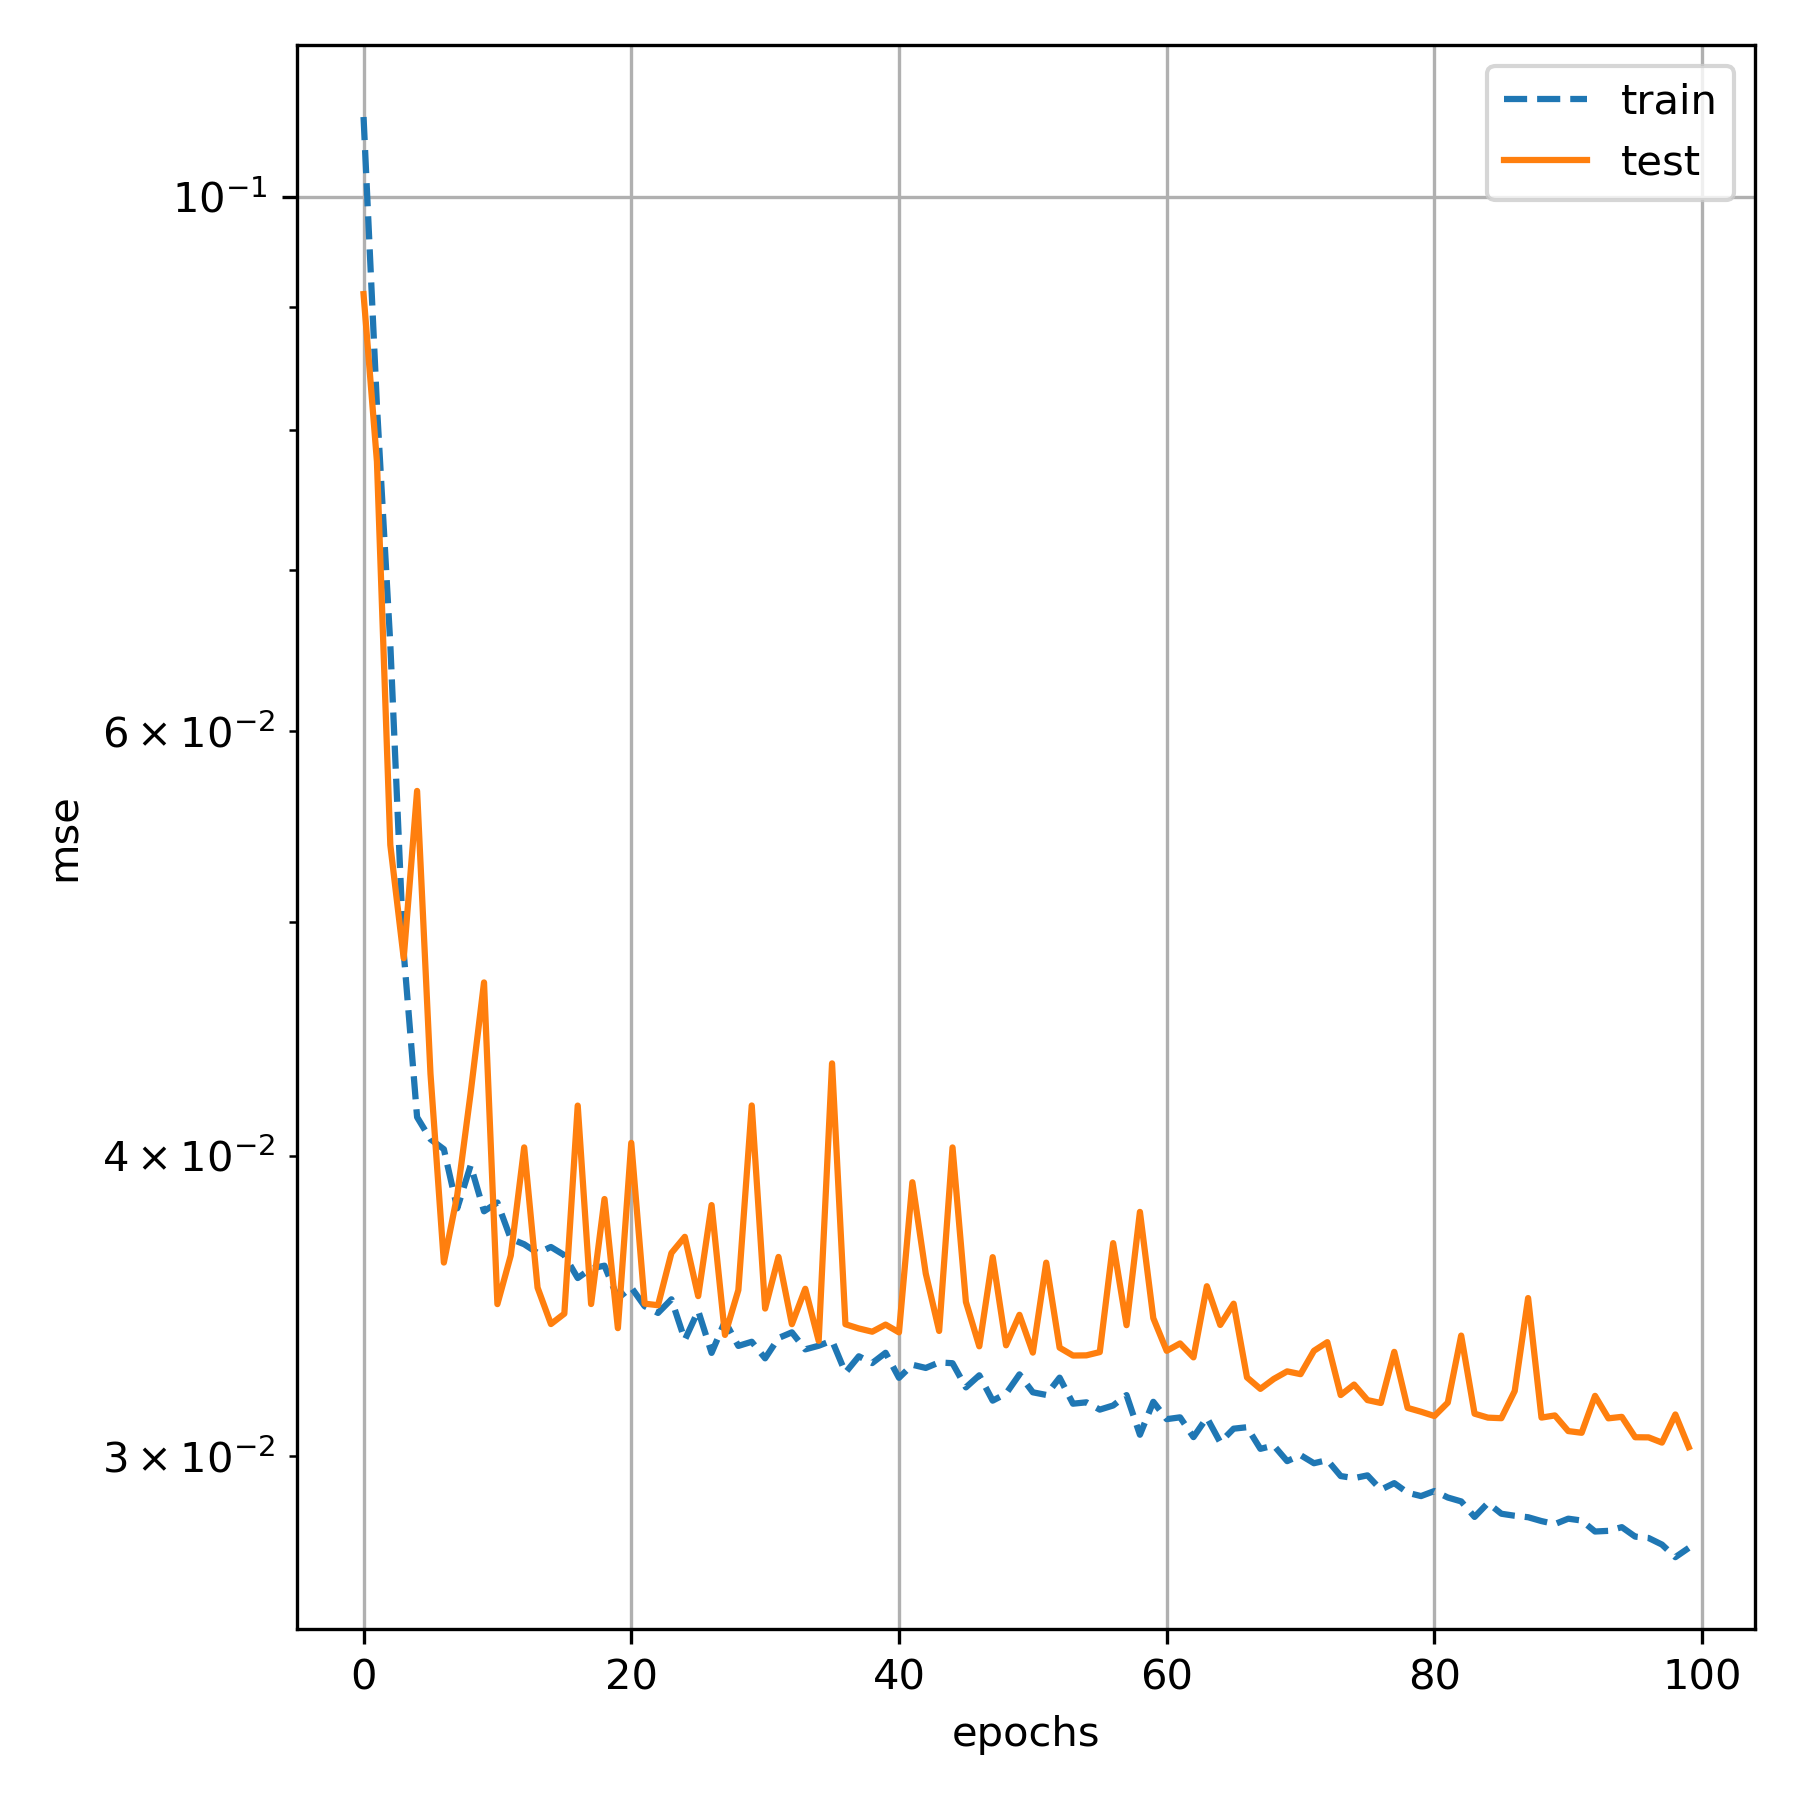 train
test
10⁻¹
6 × 10⁻²
4 × 10⁻²
3 × 10⁻²
mse
0 20 40 60 80 100
epochs